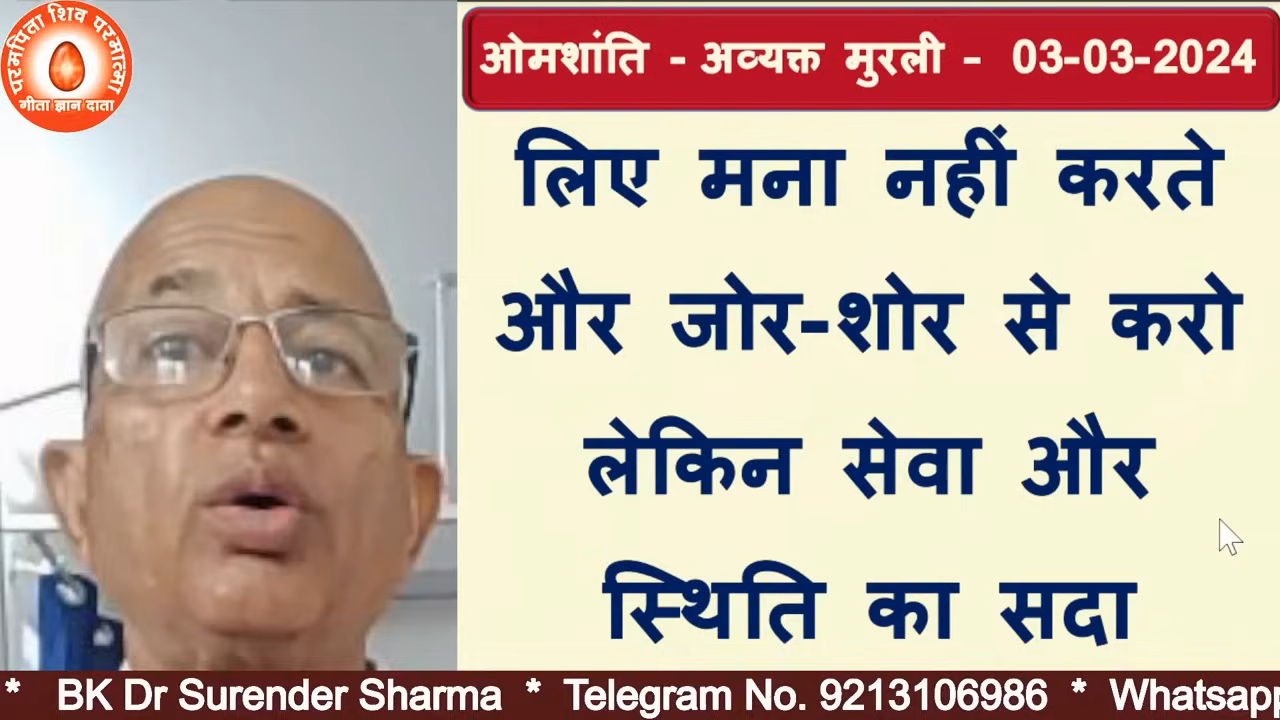 परमपिता शिव परमात्मा
गीता ज्ञान दाता
ओमशांति - अव्यक्त मुरली - 03-03-2024
लिए मना नहीं करते
और जोर-शोर से करो
लेकिन सेवा और
स्थिति का सदा
* BK Dr Surender Sharma * Telegram No. 9213106986 * Whatsapp